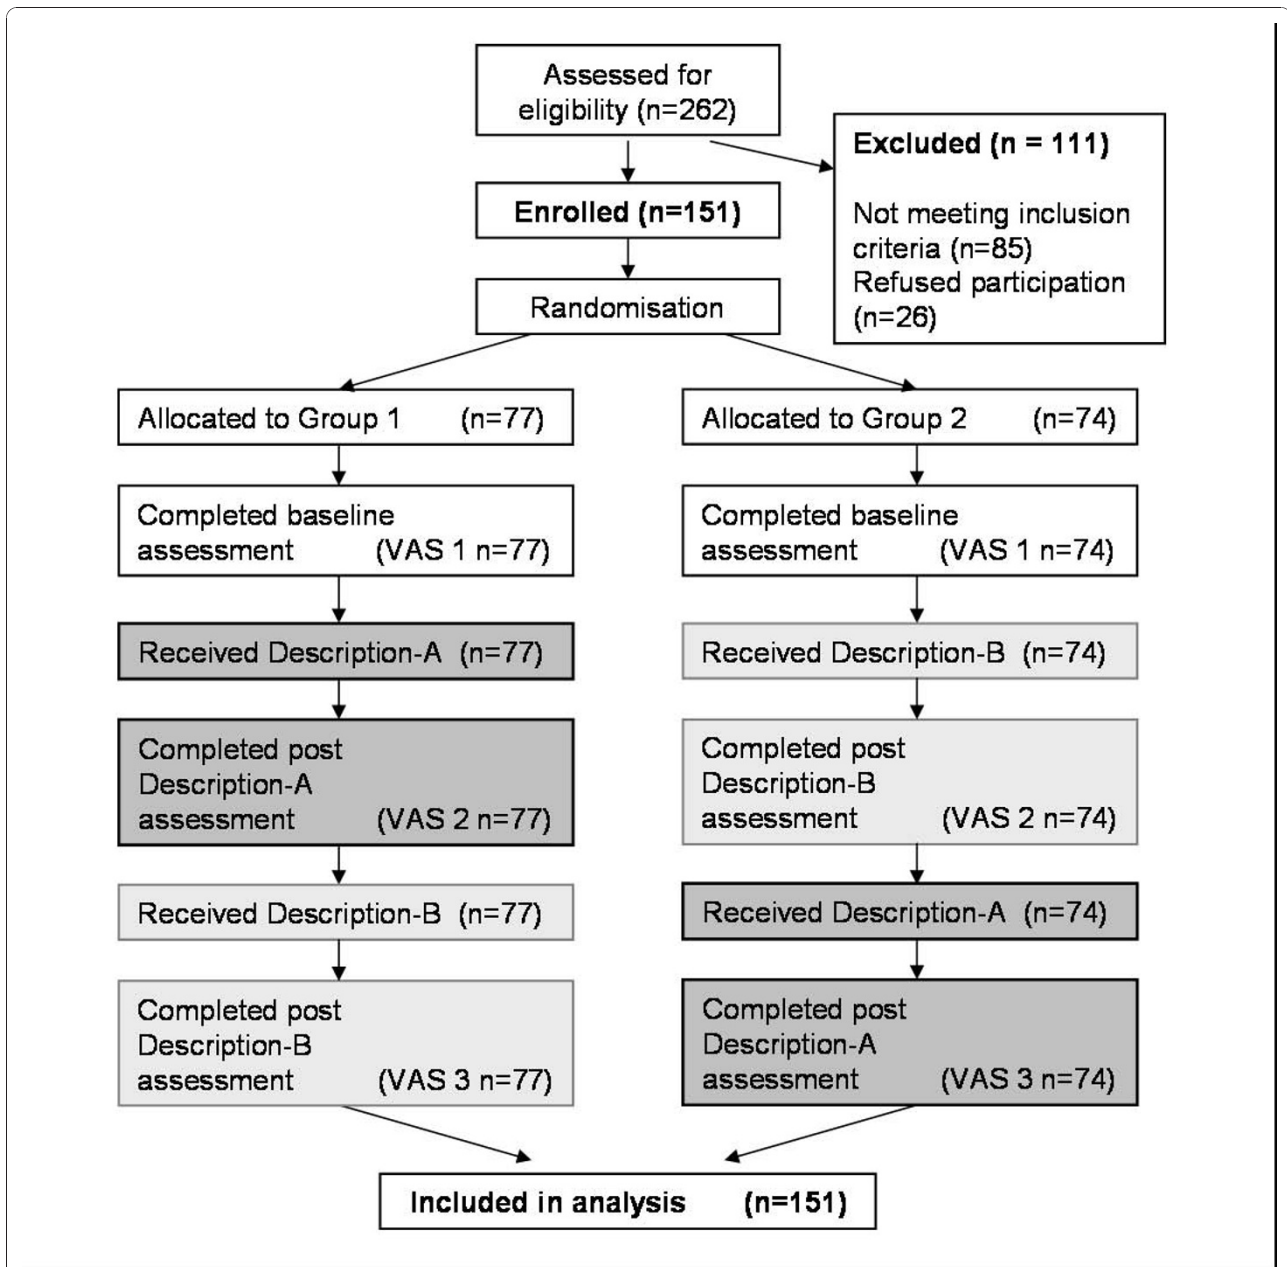 Assessed for
eligibility (n=262)
Excluded (n = 111)
Not meeting inclusion
criteria (n=85)
Refused participation
(n=26)
Enrolled (n=151)
Randomisation
Allocated to Group 1 (n=77)
Completed baseline
assessment (VAS 1 n=77)
Received Description-A (n=77)
Completed post
Description-A
assessment (VAS 2 n=77)
Received Description-B (n=77)
Completed post
Description-B
assessment (VAS 3 n=77)
Allocated to Group 2 (n=74)
Completed baseline
assessment (VAS 1 n=74)
Received Description-B (n=74)
Completed post
Description-B
assessment (VAS 2 n=74)
Received Description-A (n=74)
Completed post
Description-A
assessment (VAS 3 n=74)
Included in analysis (n=151)